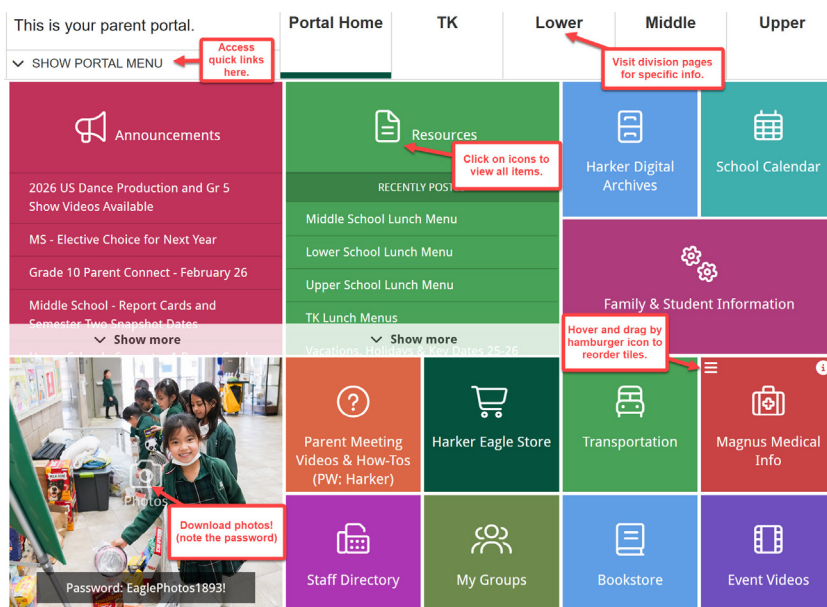 This is your parent portal.
SHOW PORTAL MENU
Access
quick links
here.
Portal Home
TK
Lower
Middle
Upper
Visit division pages
for specific info.
Announcements
2026 US Dance Production and Gr 5
Show Videos Available
MS - Elective Choice for Next Year
Grade 10 Parent Connect - February 26
Middle School - Report Cards and
Semester Two Snapshot Dates
Show more
Resources
Click on icons to
view all items.
RECENTLY POST
Middle School Lunch Menu
Lower School Lunch Menu
Upper School Lunch Menu
TK Lunch Menus
Vacations, Holidays & Key Dates 25-26
Show more
Harker Digital
Archives
School Calendar
Family & Student Information
Hover and drag by
hamburger icon to
reorder tiles.
Photos
Download photos!
(note the password)
Password: EaglePhotos1893!
Parent Meeting
Videos & How-Tos
(PW: Harker)
Harker Eagle Store
Transportation
Magnus Medical
Info
Staff Directory
My Groups
Bookstore
Event Videos